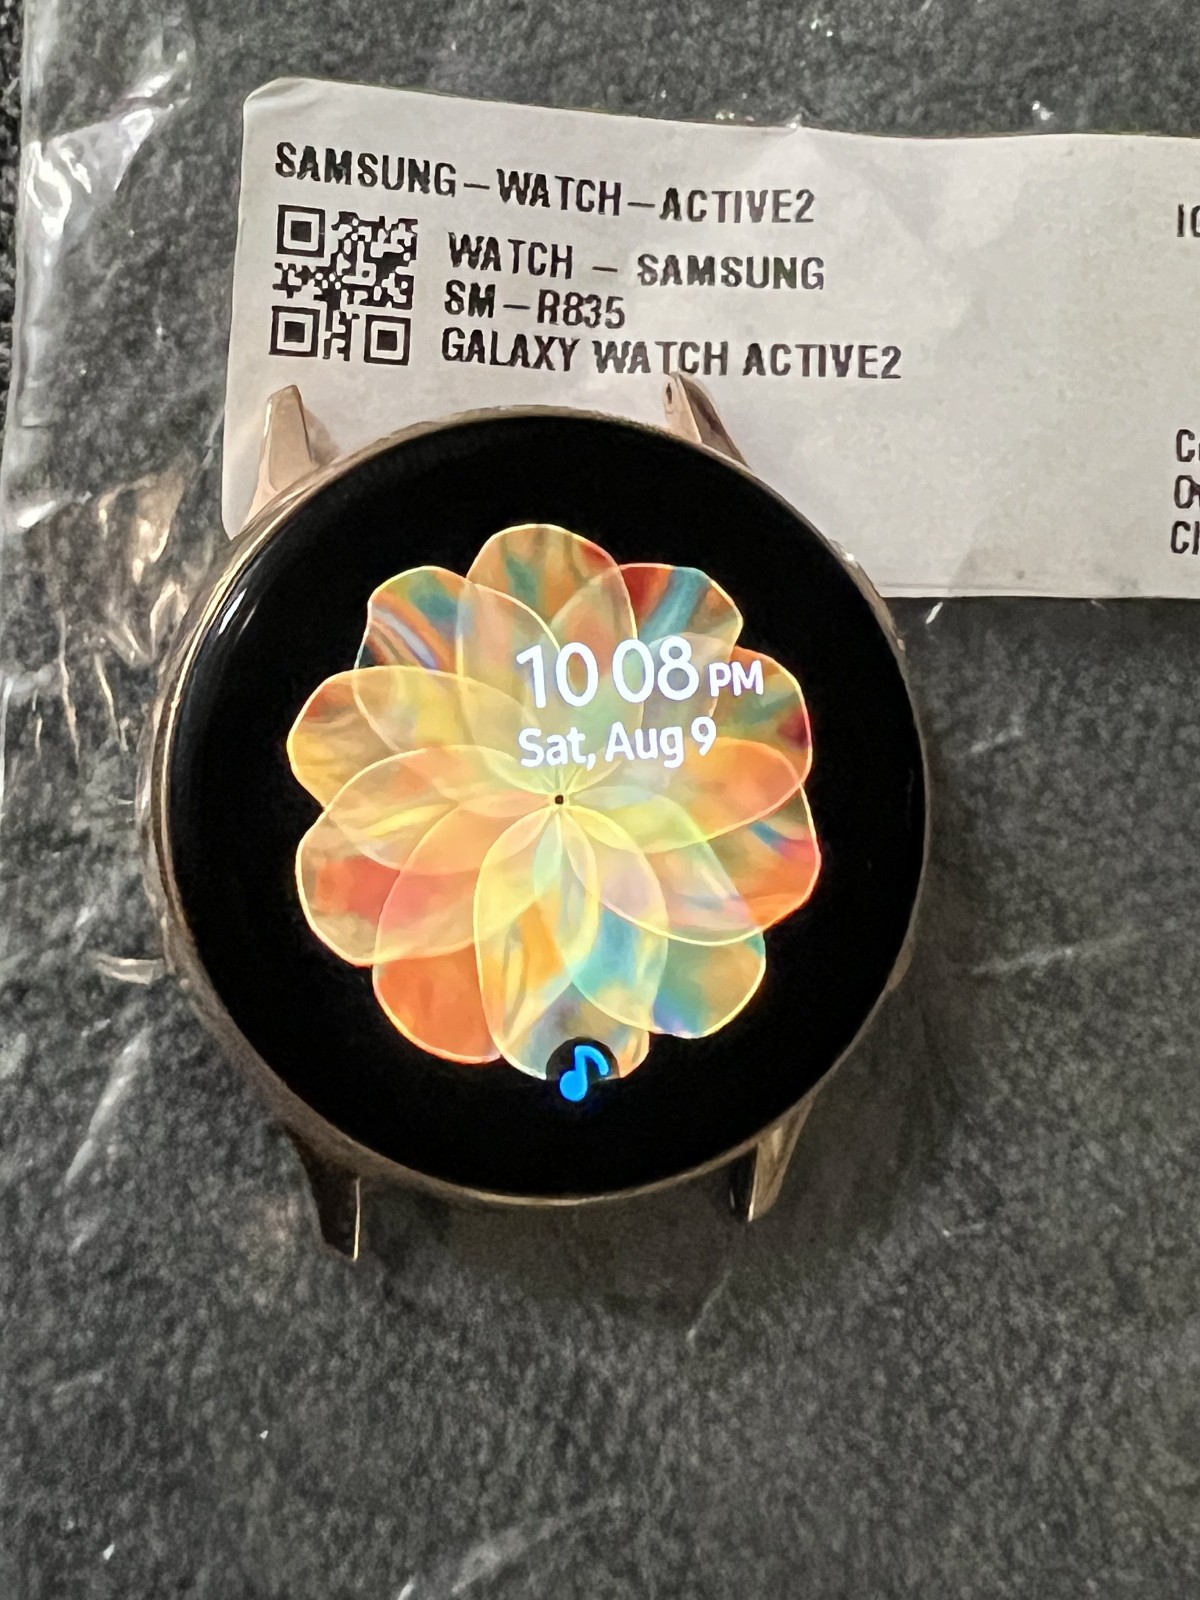 SAMSUNG-WATCH-ACTIVE2
WATCH - SAMSUNG
SM-R835
GALAXY WATCH ACTIVE2
10 08 PM
Sat, Aug 9